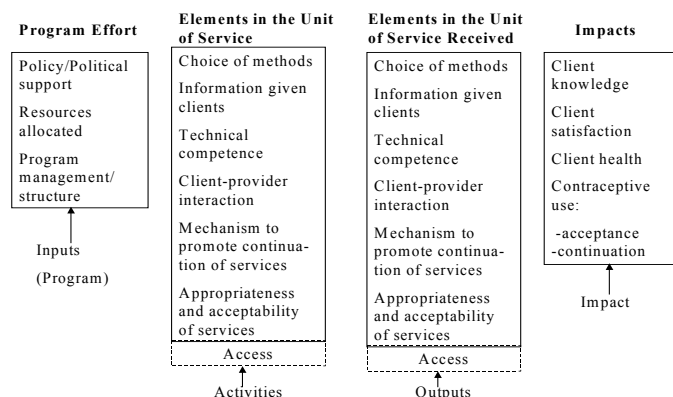 Program Effort
Policy/Political
support
Resources
allocated
Program
management/
structure
Inputs
(Program)
Elements in the Unit
of Service
Choice of methods
Information given
clients
Technical
competence
Client-provider
interaction
Mechanism to
promote continua-
tion of services
Appropriateness
and acceptability
of services
Access
Activities
Elements in the Unit
of Service Received
Choice of methods
Information given
clients
Technical
competence
Client-provider
interaction
Mechanism to
promote continua-
tion of services
Appropriateness
and acceptability
of services
Access
Outputs
Impacts
Client
knowledge
Client
satisfaction
Client health
Contraceptive
use:
-acceptance
-continuation
Impact